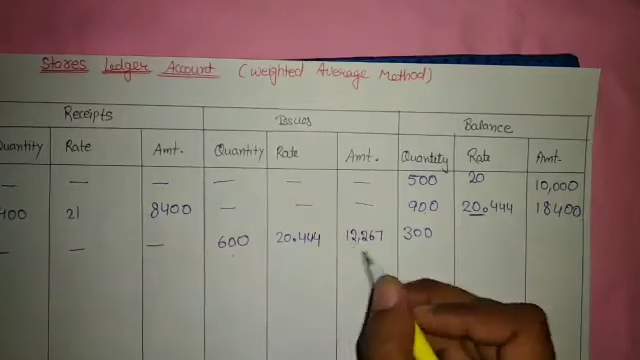 Stores Ledger Account (Weighted Average Method)
Receipts Issues Balance
Quantity Rate Amt. Quantity Rate Amt. Quantity Rate Amt.
— — — — — — 500 20 10,000
400 21 8400 — — — 900 20.444 18400
— — — 600 20.444 12,267 300